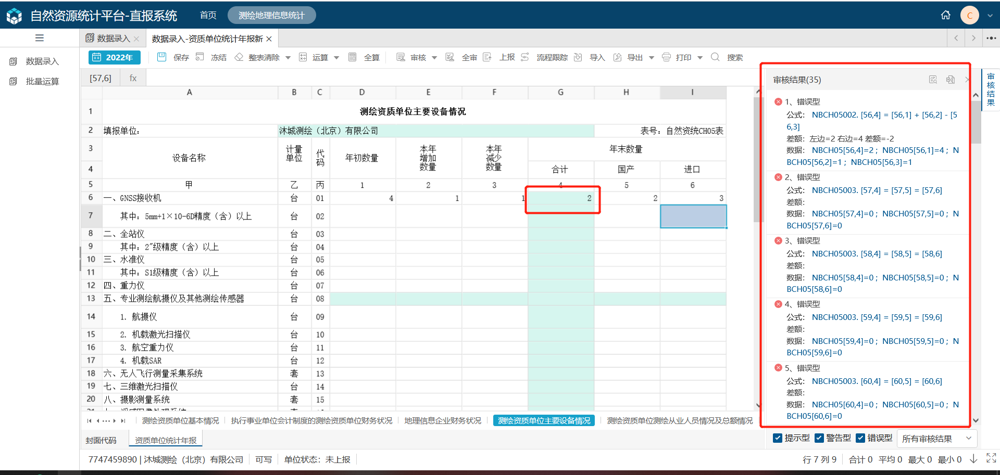 自然资源统计平台-直报系统 首页 测绘地理信息统计 C
数据录入 数据录入-资质单位统计年报新
数据录入
批量运算
2022年 保存 冻结 整表清除 运算 全算 审核 全审 上报 流程跟踪 导入 导出 打印 搜索
[57,6] fx
A B C D E F G H I
1 测绘资质单位主要设备情况
2 填报单位: 沐城测绘（北京）有限公司 表号: 自然资统CH05表
3 设备名称 计量单位 代码 年初数量 本年增加数量 本年减少数量 年末数量
4 合计 国产 进口
5 甲 乙 丙 1 2 3 4 5 6
6 一、GNSS接收机 台 01 4 1 1 2 2 3
7 其中: 5mm+1×10-6D精度（含）以上 台 02
8 二、全站仪 台 03
9 其中: 2″级精度（含）以上 台 04
10 三、水准仪 台 05
11 其中: S1级精度（含）以上 台 06
12 四、重力仪 台 07
13 五、专业测绘航摄仪及其他测绘传感器 台 08
14 1. 航摄仪 台 09
15 2. 机载激光扫描仪 台 10
16 3. 航空重力仪 台 11
17 4. 机载SAR 台 12
18 六、无人飞行测量采集系统 套 13
19 七、三维激光扫描仪 台 14
20 八、摄影测量系统 套 15
审核结果(35)
审核结果
1、错误型
公式: NBCH05002. [56,4] = [56,1] + [56,2] - [5
6,3]
差额: 左边=2 右边=4 差额=-2
数据: NBCH05[56,4]=2 ; NBCH05[56,1]=4 ; N
BCH05[56,2]=1 ; NBCH05[56,3]=1
2、错误型
公式: NBCH05003. [57,4] = [57,5] = [57,6]
差额:
数据: NBCH05[57,4]=0 ; NBCH05[57,5]=0 ; N
BCH05[57,6]=0
3、错误型
公式: NBCH05003. [58,4] = [58,5] = [58,6]
差额:
数据: NBCH05[58,4]=0 ; NBCH05[58,5]=0 ; N
BCH05[58,6]=0
4、错误型
公式: NBCH05003. [59,4] = [59,5] = [59,6]
差额:
数据: NBCH05[59,4]=0 ; NBCH05[59,5]=0 ; N
BCH05[59,6]=0
5、错误型
公式: NBCH05003. [60,4] = [60,5] = [60,6]
差额:
数据: NBCH05[60,4]=0 ; NBCH05[60,5]=0 ; N
BCH05[60,6]=0
测绘资质单位基本情况 执行事业单位会计制度的测绘资质单位财务状况 地理信息企业财务状况 测绘资质单位主要设备情况 测绘资质单位测绘从业人员情况及总额情况
封面代码 资质单位统计年报
提示型 警告型 错误型 所有审核结果
7747459890 | 沐城测绘（北京）有限公司 可写 单位状态: 未上报
行 7 列 9 合计 0 平均 0 最大 0 最小 0